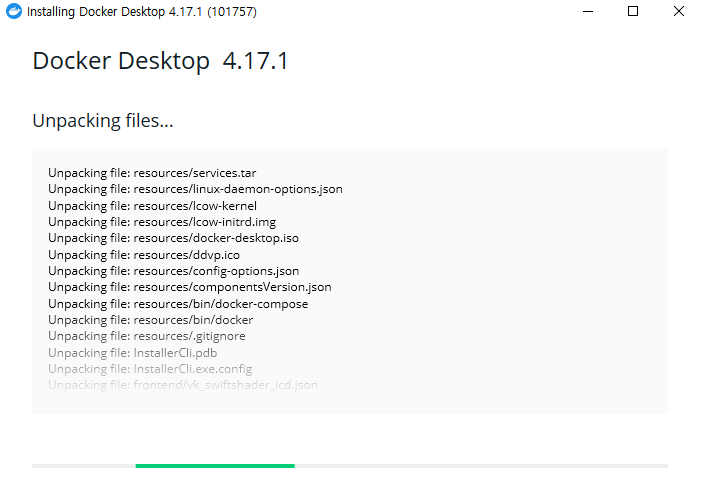 Installing Docker Desktop 4.17.1 (101757)
Docker Desktop 4.17.1
Unpacking files...
Unpacking file: resources/services.tar
Unpacking file: resources/linux-daemon-options.json
Unpacking file: resources/lcow-kernel
Unpacking file: resources/lcow-initrd.img
Unpacking file: resources/docker-desktop.iso
Unpacking file: resources/ddvp.ico
Unpacking file: resources/config-options.json
Unpacking file: resources/componentsVersion.json
Unpacking file: resources/bin/docker-compose
Unpacking file: resources/bin/docker
Unpacking file: resources/.gitignore
Unpacking file: InstallerCli.pdb
Unpacking file: InstallerCli.exe.config
Unpacking file: frontend/vk_swiftshader_icd.json